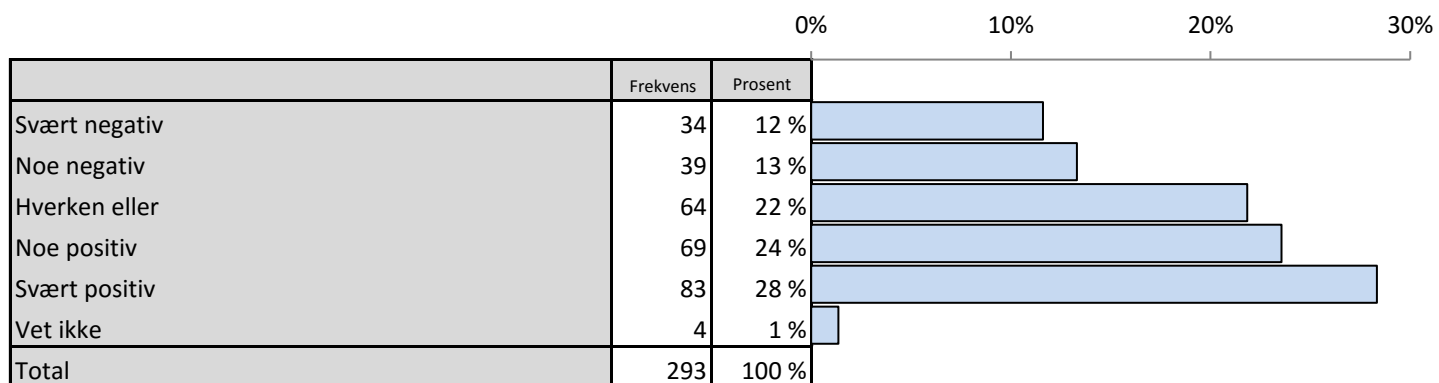 0% 10% 20% 30%
Frekvens Prosent
Svært negativ 34 12 %
Noe negativ 39 13 %
Hverken eller 64 22 %
Noe positiv 69 24 %
Svært positiv 83 28 %
Vet ikke 4 1 %
Total 293 100 %